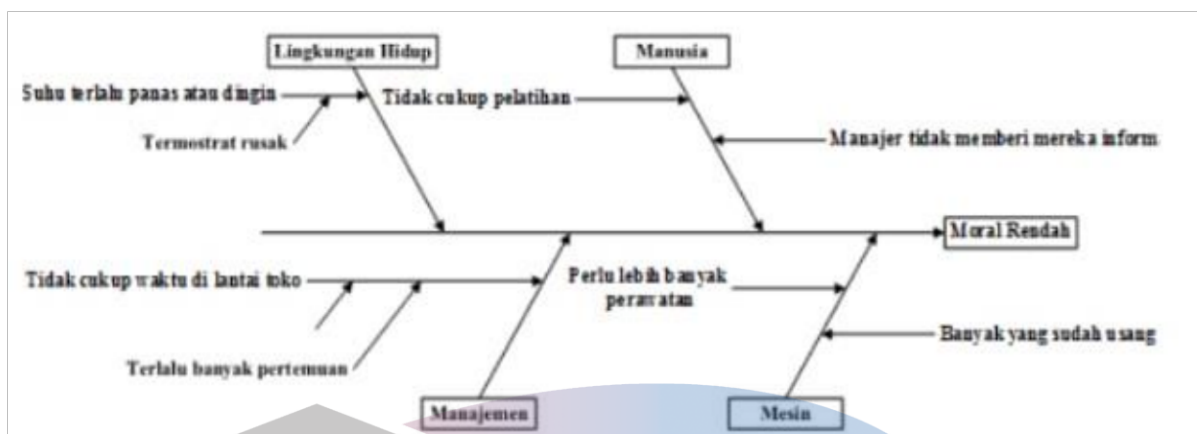 Lingkungan Hidup
Manusia
Suhu terlalu panas atau dingin
Tidak cukup pelatihan
Termostrat rusak
Manajer tidak memberi mereka inform
Moral Rendah
Tidak cukup waktu di lantai toko
Perlu lebih banyak
perawatan
Banyak yang sudah usang
Terlalu banyak pertemuan
Manajemen
Mesin